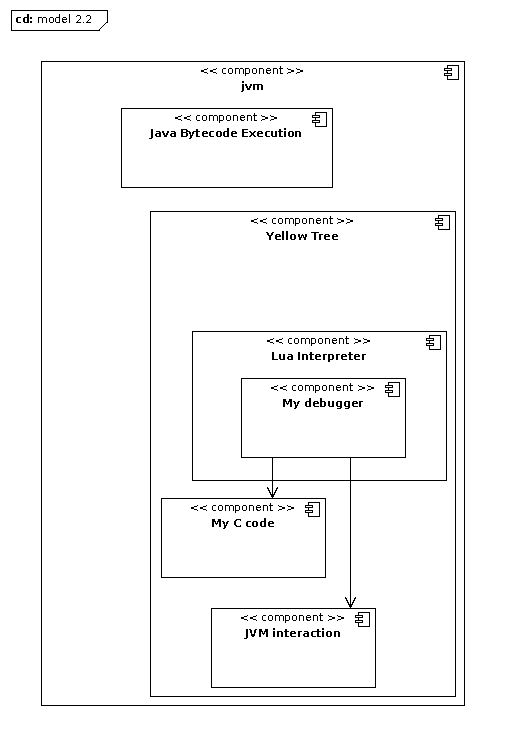 cd: model 2.2
<< component >>
jvm
<< component >>
Java Bytecode Execution
<< component >>
Yellow Tree
<< component >>
Lua Interpreter
<< component >>
My debugger
<< component >>
My C code
<< component >>
JVM interaction